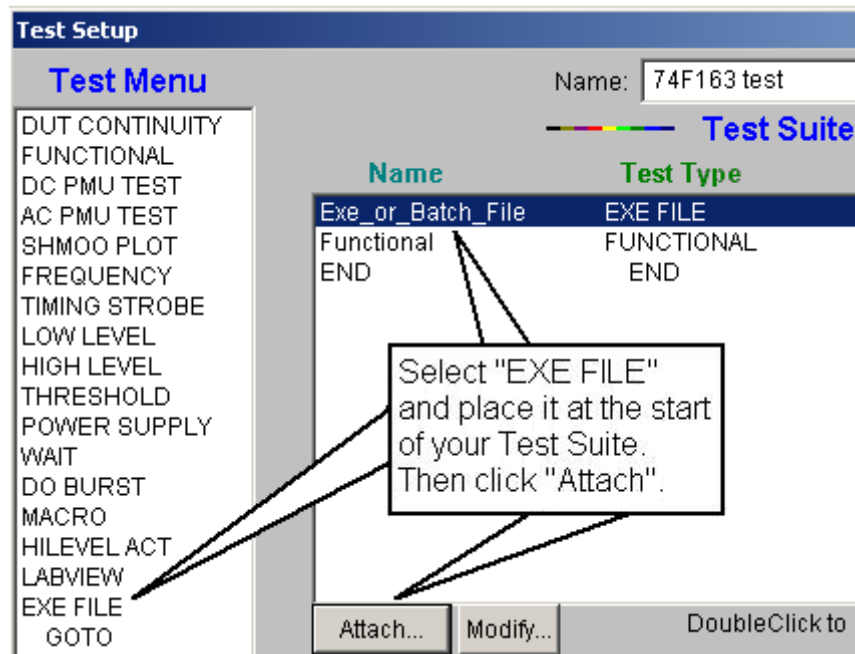 Test Setup
Test Menu
Name: 74F163 test
DUT CONTINUITY
FUNCTIONAL
DC PMU TEST
AC PMU TEST
SHMOO PLOT
FREQUENCY
TIMING STROBE
LOW LEVEL
HIGH LEVEL
THRESHOLD
POWER SUPPLY
WAIT
DO BURST
MACRO
HILEVEL ACT
LABVIEW
EXE FILE
GOTO
Test Suite
Name Test Type
Exe_or_Batch_File EXE FILE
Functional FUNCTIONAL
END END
Select "EXE FILE"
and place it at the start
of your Test Suite.
Then click "Attach".
Attach... Modify... DoubleClick to